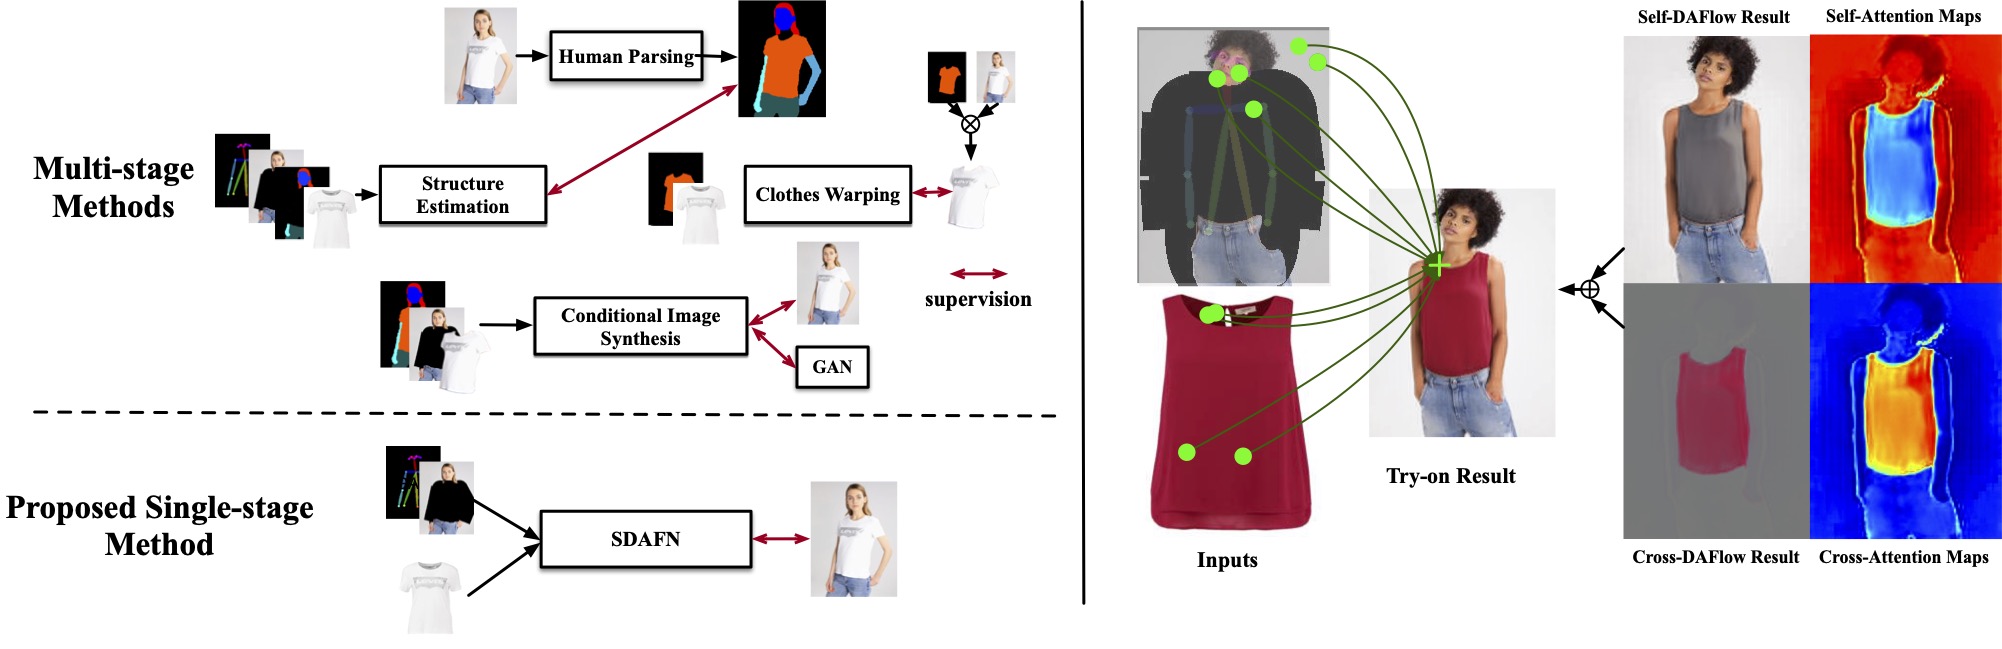 Multi-stage
Methods
Human Parsing
Structure
Estimation
Clothes Warping
supervision
Conditional Image
Synthesis
GAN
Proposed Single-stage
Method
SDAFN
Inputs
Try-on Result
Self-DAFlow Result
Self-Attention Maps
Cross-DAFlow Result
Cross-Attention Maps